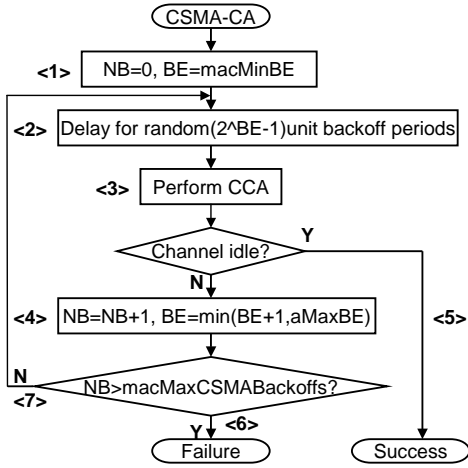 CSMA-CA
<1>
NB=0, BE=macMinBE
<2>
Delay for random(2^BE-1)unit backoff periods
<3>
Perform CCA
Channel idle?
Y
N
<4>
NB=NB+1, BE=min(BE+1,aMaxBE)
<5>
N
NB>macMaxCSMABackoffs?
<7>
Y
<6>
Failure
Success